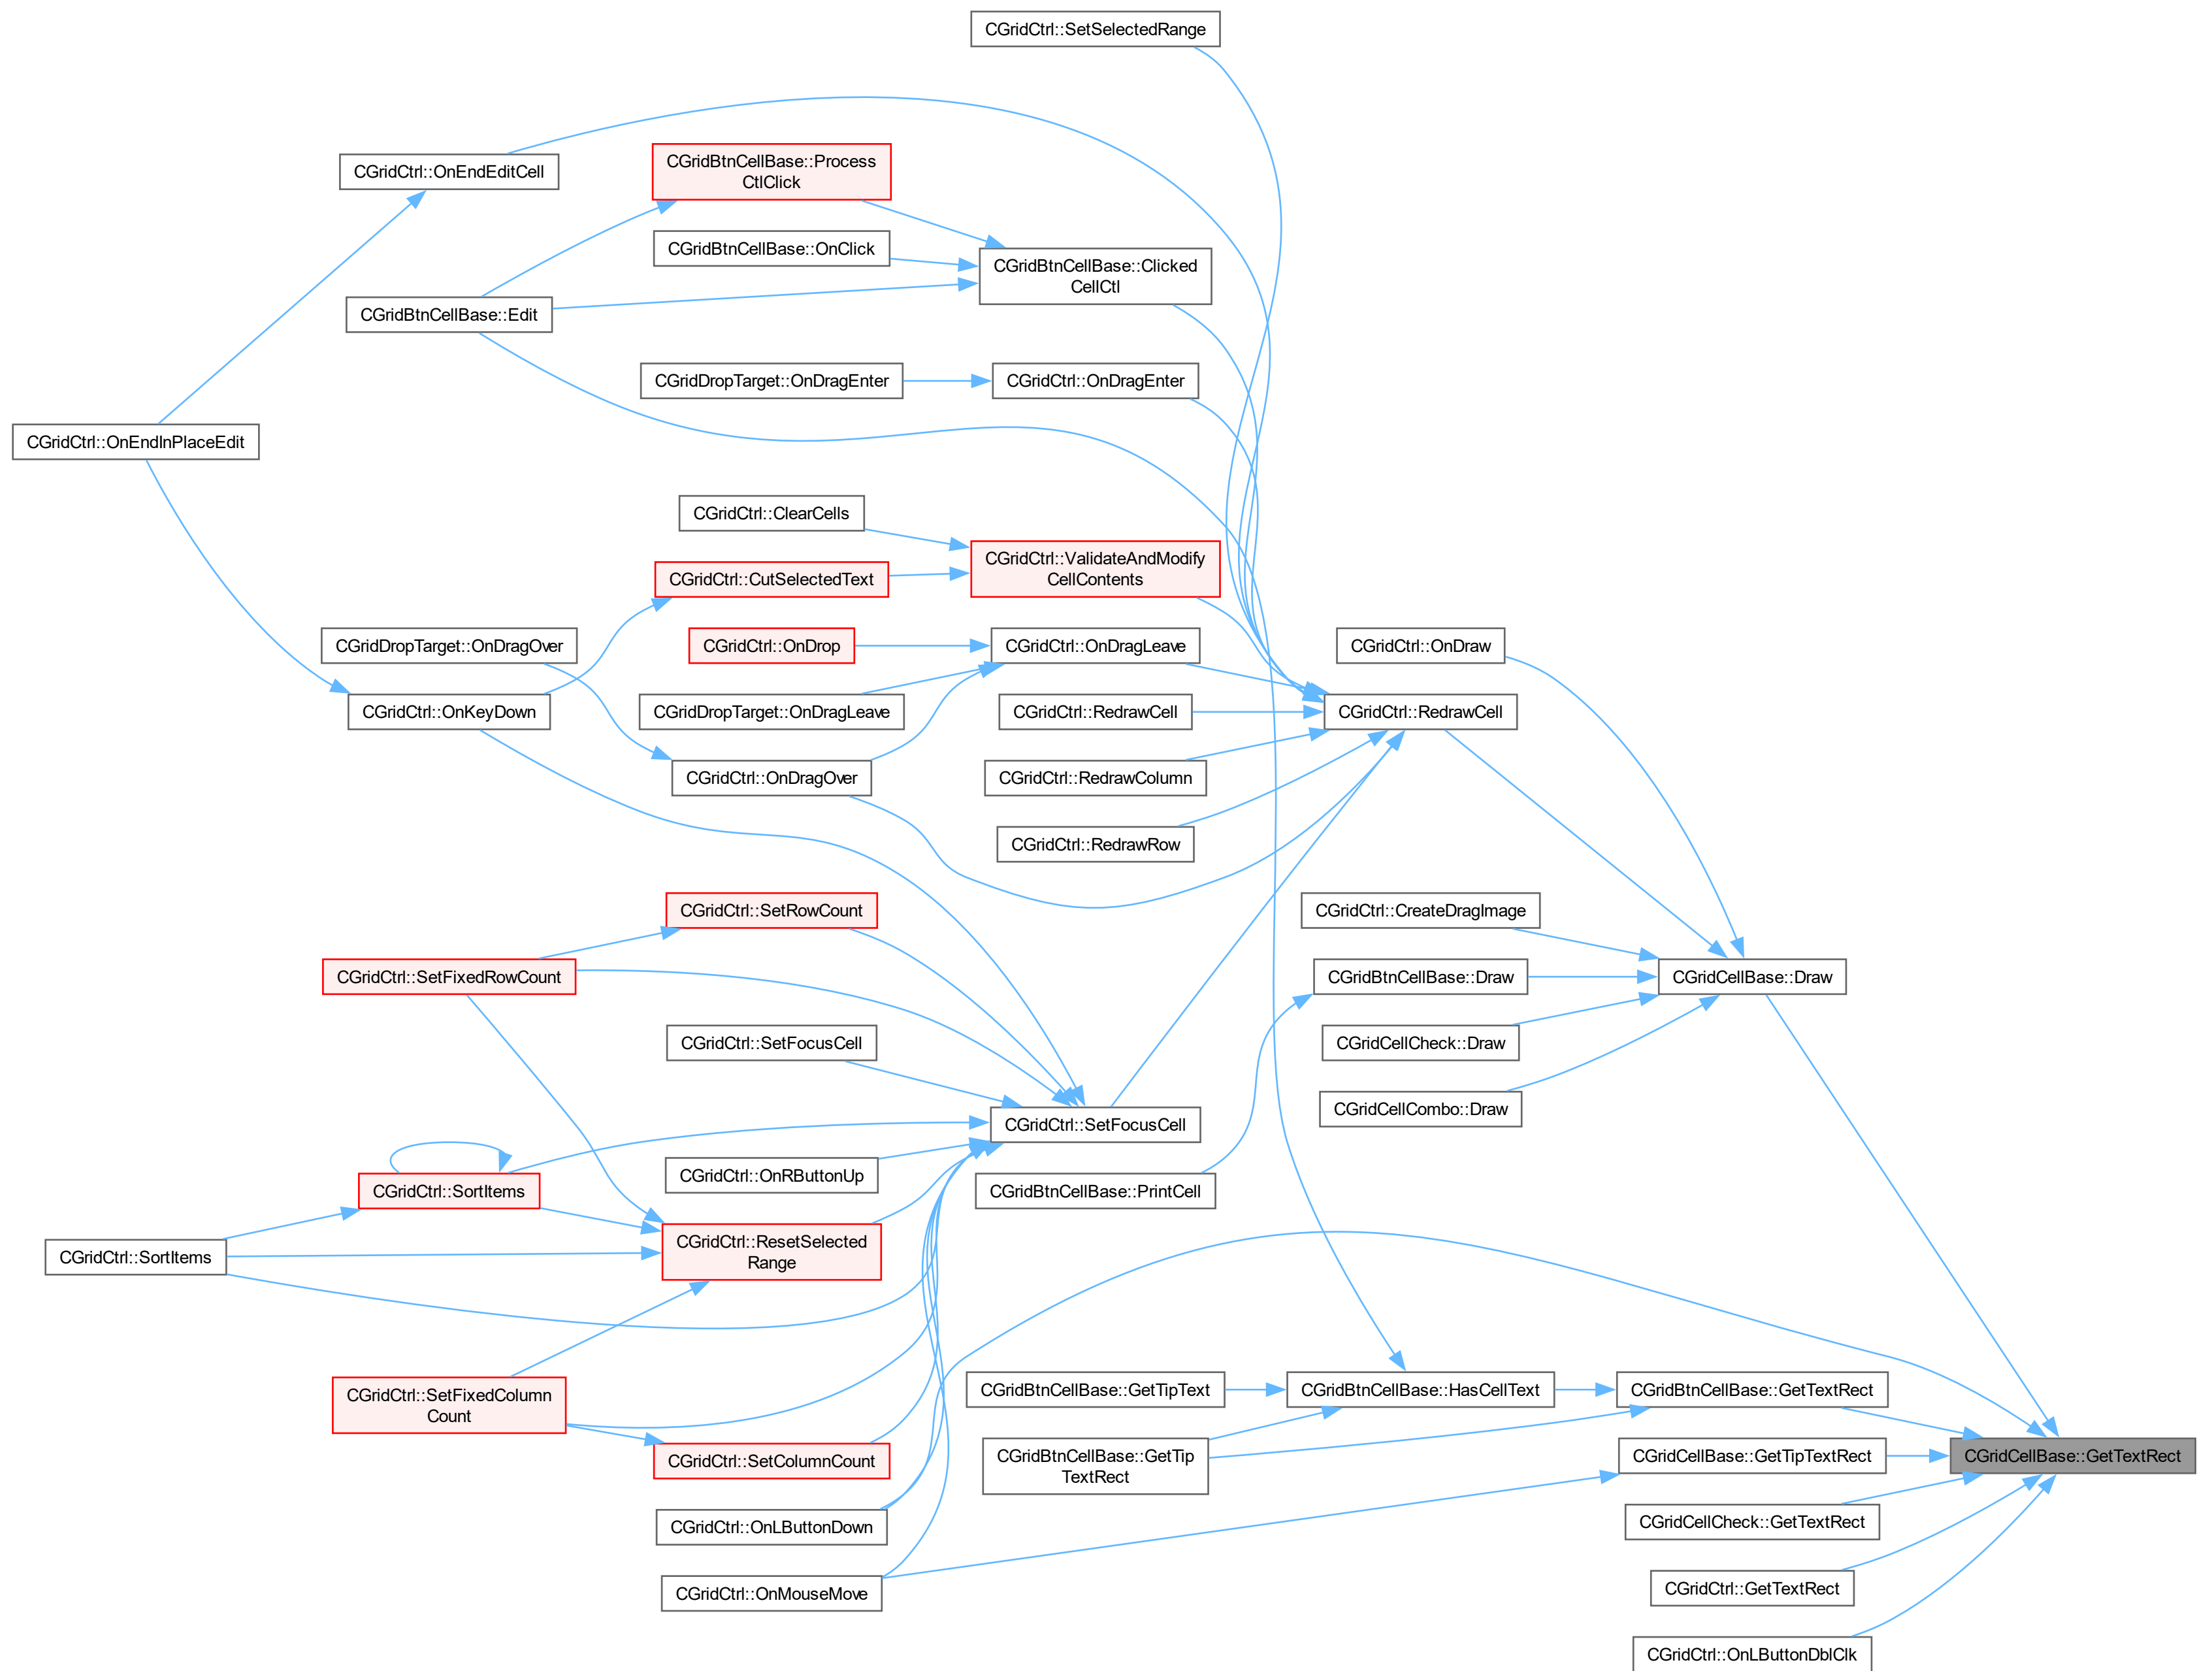 CGridCtrl::SetSelectedRange
CGridCtrl::OnEndEditCell
CGridBtnCellBase::Process
CtlClick
CGridBtnCellBase::OnClick
CGridBtnCellBase::Clicked
CellCtl
CGridBtnCellBase::Edit
CGridDropTarget::OnDragEnter
CGridCtrl::OnDragEnter
CGridCtrl::OnEndInPlaceEdit
CGridCtrl::ClearCells
CGridCtrl::ValidateAndModify
CellContents
CGridCtrl::CutSelectedText
CGridDropTarget::OnDragOver
CGridCtrl::OnDrop
CGridCtrl::OnDragLeave
CGridCtrl::OnDraw
CGridCtrl::OnKeyDown
CGridDropTarget::OnDragLeave
CGridCtrl::RedrawCell
CGridCtrl::RedrawCell
CGridCtrl::OnDragOver
CGridCtrl::RedrawColumn
CGridCtrl::RedrawRow
CGridCtrl::SetRowCount
CGridCtrl::CreateDragImage
CGridCtrl::SetFixedRowCount
CGridBtnCellBase::Draw
CGridCellBase::Draw
CGridCtrl::SetFocusCell
CGridCellCheck::Draw
CGridCtrl::SetFocusCell
CGridCellCombo::Draw
CGridCtrl::OnRButtonUp
CGridCtrl::SortItems
CGridBtnCellBase::PrintCell
CGridCtrl::SortItems
CGridCtrl::ResetSelected
Range
CGridCtrl::SetFixedColumn
Count
CGridBtnCellBase::GetTipText
CGridBtnCellBase::HasCellText
CGridBtnCellBase::GetTextRect
CGridCtrl::SetColumnCount
CGridBtnCellBase::GetTip
TextRect
CGridCellBase::GetTipTextRect
CGridCellBase::GetTextRect
CGridCtrl::OnLButtonDown
CGridCellCheck::GetTextRect
CGridCtrl::OnMouseMove
CGridCtrl::GetTextRect
CGridCtrl::OnLButtonDblClk